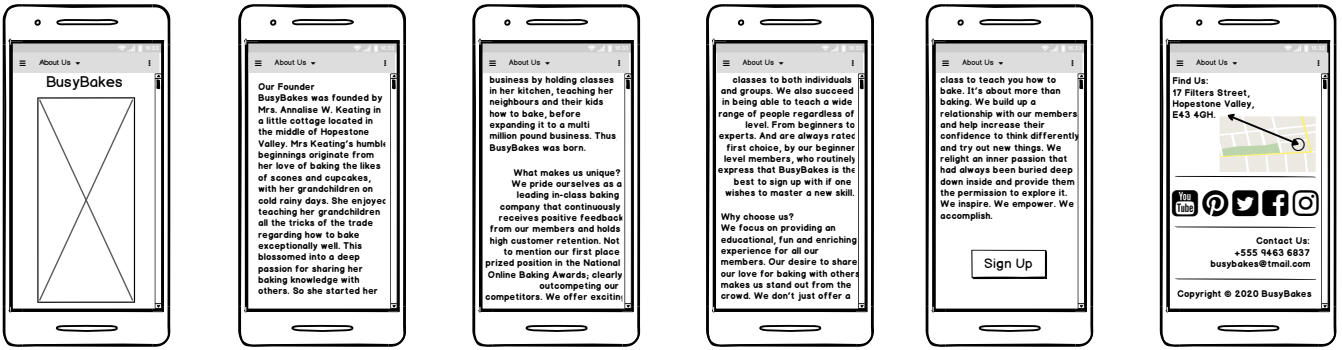 About Us
BusyBakes
About Us
Our Founder
BusyBakes was founded by
Mrs. Annalise W. Keating in
a little cottage located in
the middle of Hopestone
Valley. Mrs Keating's humble
beginnings originate from
her love of baking the likes
of scones and cupcakes,
with her grandchildren on
cold rainy days. She enjoyed
teaching her grandchildren
all the tricks of the trade
regarding how to bake
exceptionally well. This
blossomed into a deep
passion for sharing her
baking knowledge with
others. So she started her
About Us
business by holding classes
in her kitchen, teaching her
neighbours and their kids
how to bake, before
expanding it to a multi
million pound business. Thus
BusyBakes was born.
What makes us unique?
We pride ourselves as a
leading in-class baking
company that continuously
receives positive feedback
from our members and holds
high customer retention. Not
to mention our first place
prized position in the National
Online Baking Awards; clearly
outcompeting our
competitors. We offer exciting
About Us
classes to both individuals
and groups. We also succeed
in being able to teach a wide
range of people regardless of
level. From beginners to
experts. And are always rated
first choice, by our beginner
level members, who routinely
express that BusyBakes is the
best to sign up with if one
wishes to master a new skill.
Why choose us?
We focus on providing an
educational, fun and enriching
experience for all our
members. Our desire to share
our love for baking with others
makes us stand out from the
crowd. We don't just offer a
About Us
class to teach you how to
bake. It's about more than
baking. We build up a
relationship with our members
and help increase their
confidence to think differently
and try out new things. We
relight an inner passion that
had always been buried deep
down inside and provide them
the permission to explore it.
We inspire. We empower. We
accomplish.
Sign Up
About Us
Find Us:
17 Filters Street,
Hopestone Valley,
E43 4GH.
You
Tube
Contact Us:
+555 9463 6837
busybakes@tmail.com
Copyright © 2020 BusyBakes